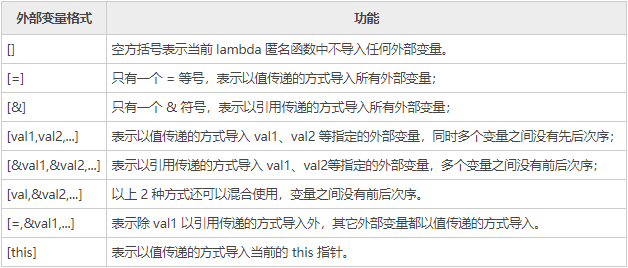 外部变量格式 功能
[] 空方括号表示当前 lambda 匿名函数中不导入任何外部变量。
[=] 只有一个 = 等号，表示以值传递的方式导入所有外部变量；
[&] 只有一个 & 符号，表示以引用传递的方式导入所有外部变量；
[val1,val2,...] 表示以值传递的方式导入 val1、val2 等指定的外部变量，同时多个变量之间没有先后次序；
[&val1,&val2,...] 表示以引用传递的方式导入 val1、val2等指定的外部变量，多个变量之间没有前后次序；
[val,&val2,...] 以上 2 种方式还可以混合使用，变量之间没有前后次序。
[=,&val1,...] 表示除 val1 以引用传递的方式导入外，其它外部变量都以值传递的方式导入。
[this] 表示以值传递的方式导入当前的 this 指针。